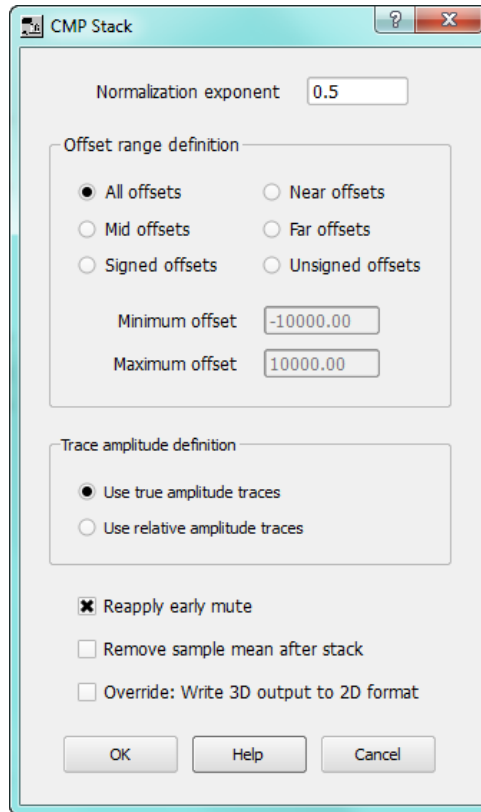 CMP Stack
Normalization exponent 0.5
Offset range definition
All offsets Near offsets
Mid offsets Far offsets
Signed offsets Unsigned offsets
Minimum offset -10000.00
Maximum offset 10000.00
Trace amplitude definition
Use true amplitude traces
Use relative amplitude traces
Reapply early mute
Remove sample mean after stack
Override: Write 3D output to 2D format
OK Help Cancel